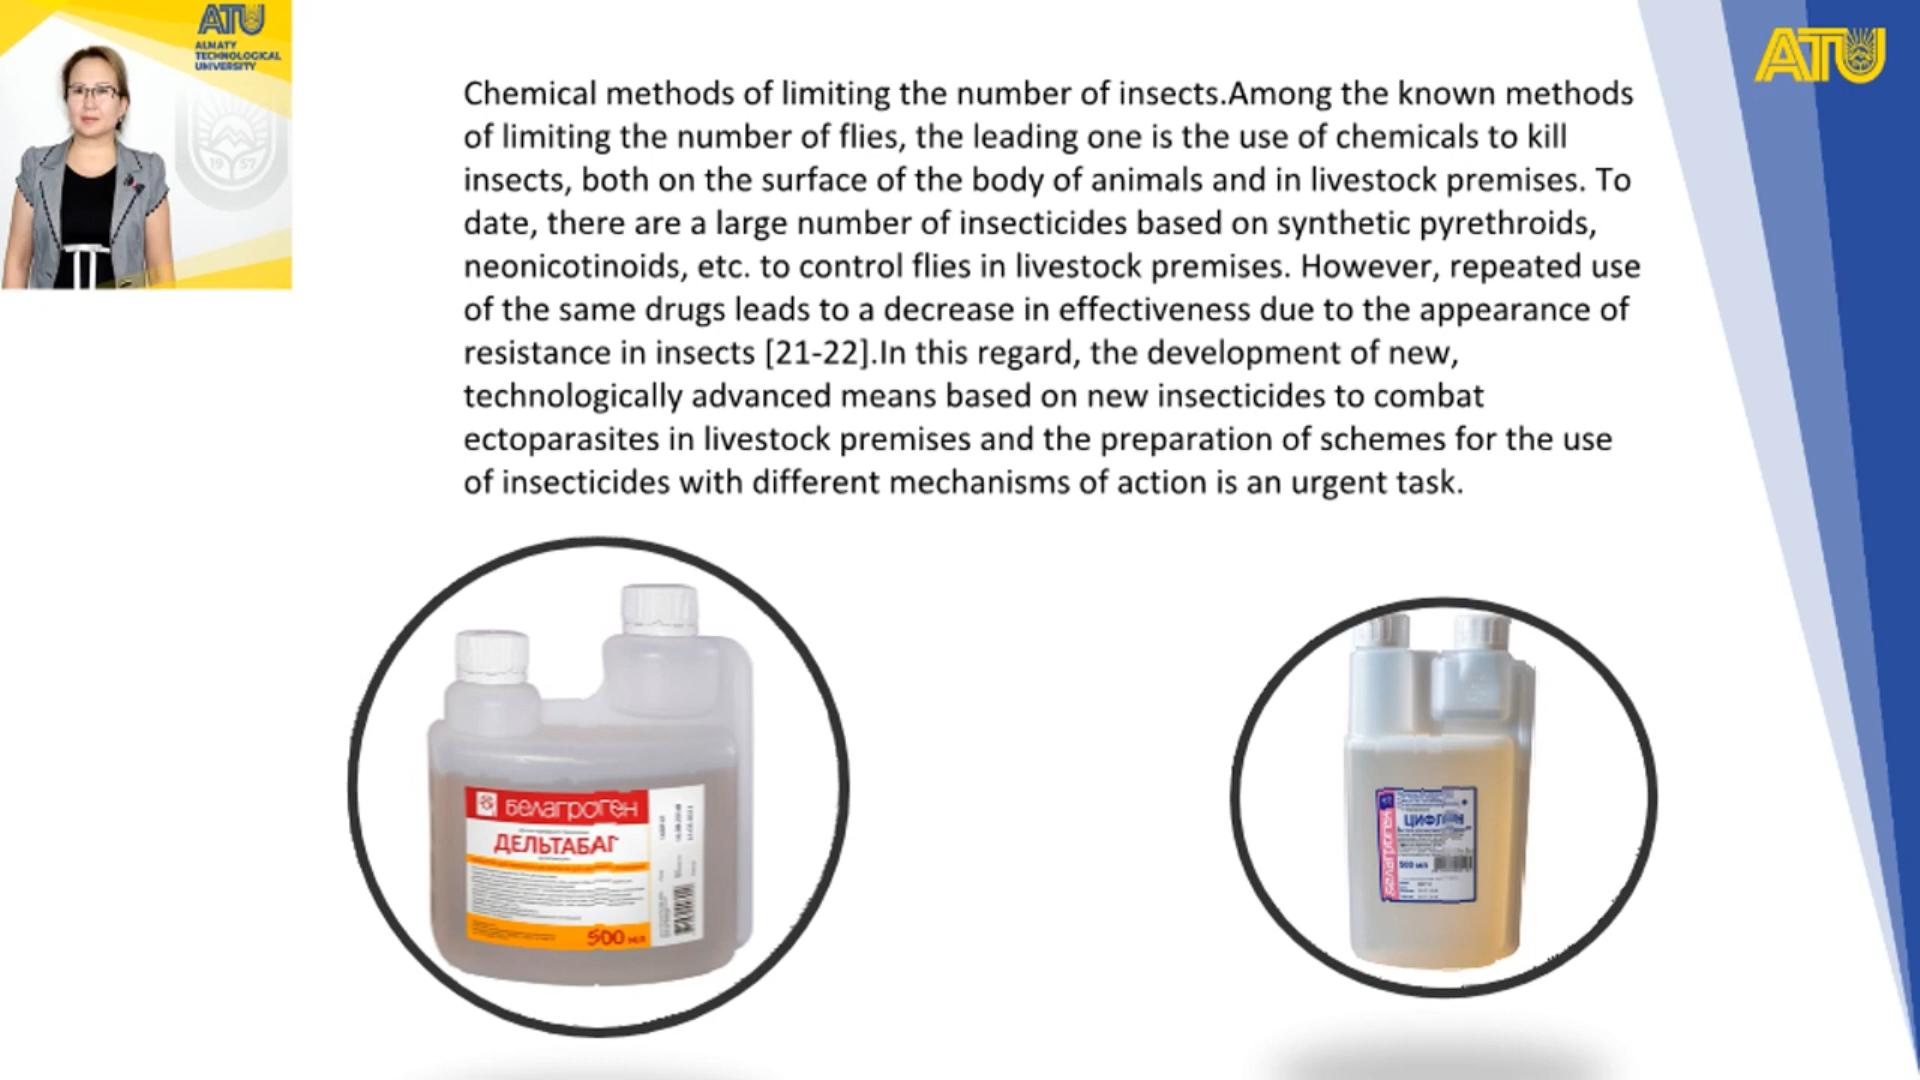 ATU
ALMATY
TECHNOLOGICAL
UNIVERSITY
1957
ATU
Chemical methods of limiting the number of insects.Among the known methods
of limiting the number of flies, the leading one is the use of chemicals to kill
insects, both on the surface of the body of animals and in livestock premises. To
date, there are a large number of insecticides based on synthetic pyrethroids,
neonicotinoids, etc. to control flies in livestock premises. However, repeated use
of the same drugs leads to a decrease in effectiveness due to the appearance of
resistance in insects [21-22].In this regard, the development of new,
technologically advanced means based on new insecticides to combat
ectoparasites in livestock premises and the preparation of schemes for the use
of insecticides with different mechanisms of action is an urgent task.
белагроген
ДЕЛЬТАБАГ
500 мл
белагроген
500 мл